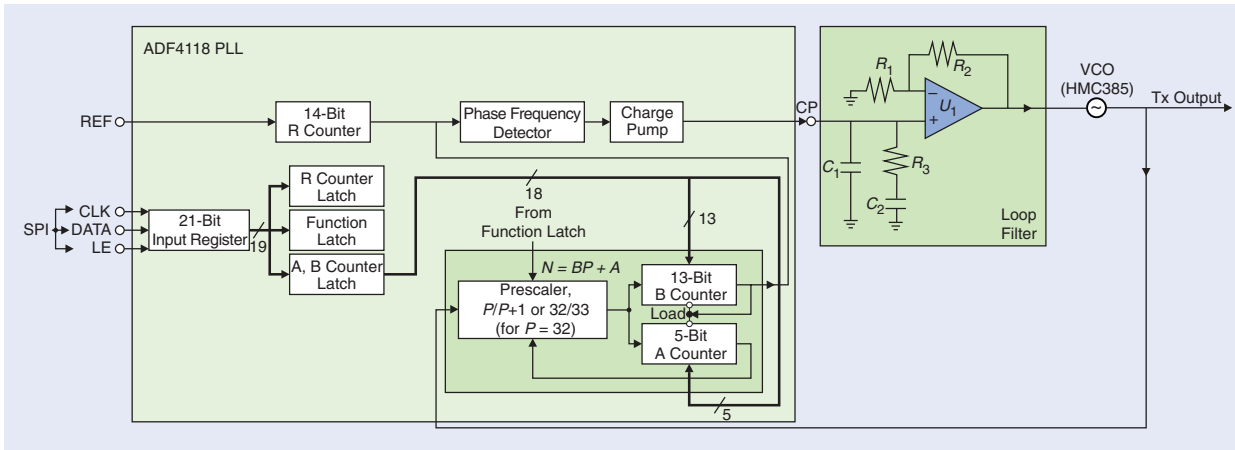 ADF4118 PLL
REF
14-Bit
R Counter
Phase Frequency
Detector
Charge
Pump
CP
R1
R2
U1
−
+
C1
R3
C2
Loop
Filter
VCO
(HMC385)
~
Tx Output
SPI
CLK
DATA
LE
21-Bit
Input Register
19
R Counter
Latch
Function
Latch
A, B Counter
Latch
18
From
Function Latch
13
N = BP + A
Prescaler,
P/P+1 or 32/33
(for P = 32)
13-Bit
B Counter
Load
5-Bit
A Counter
5